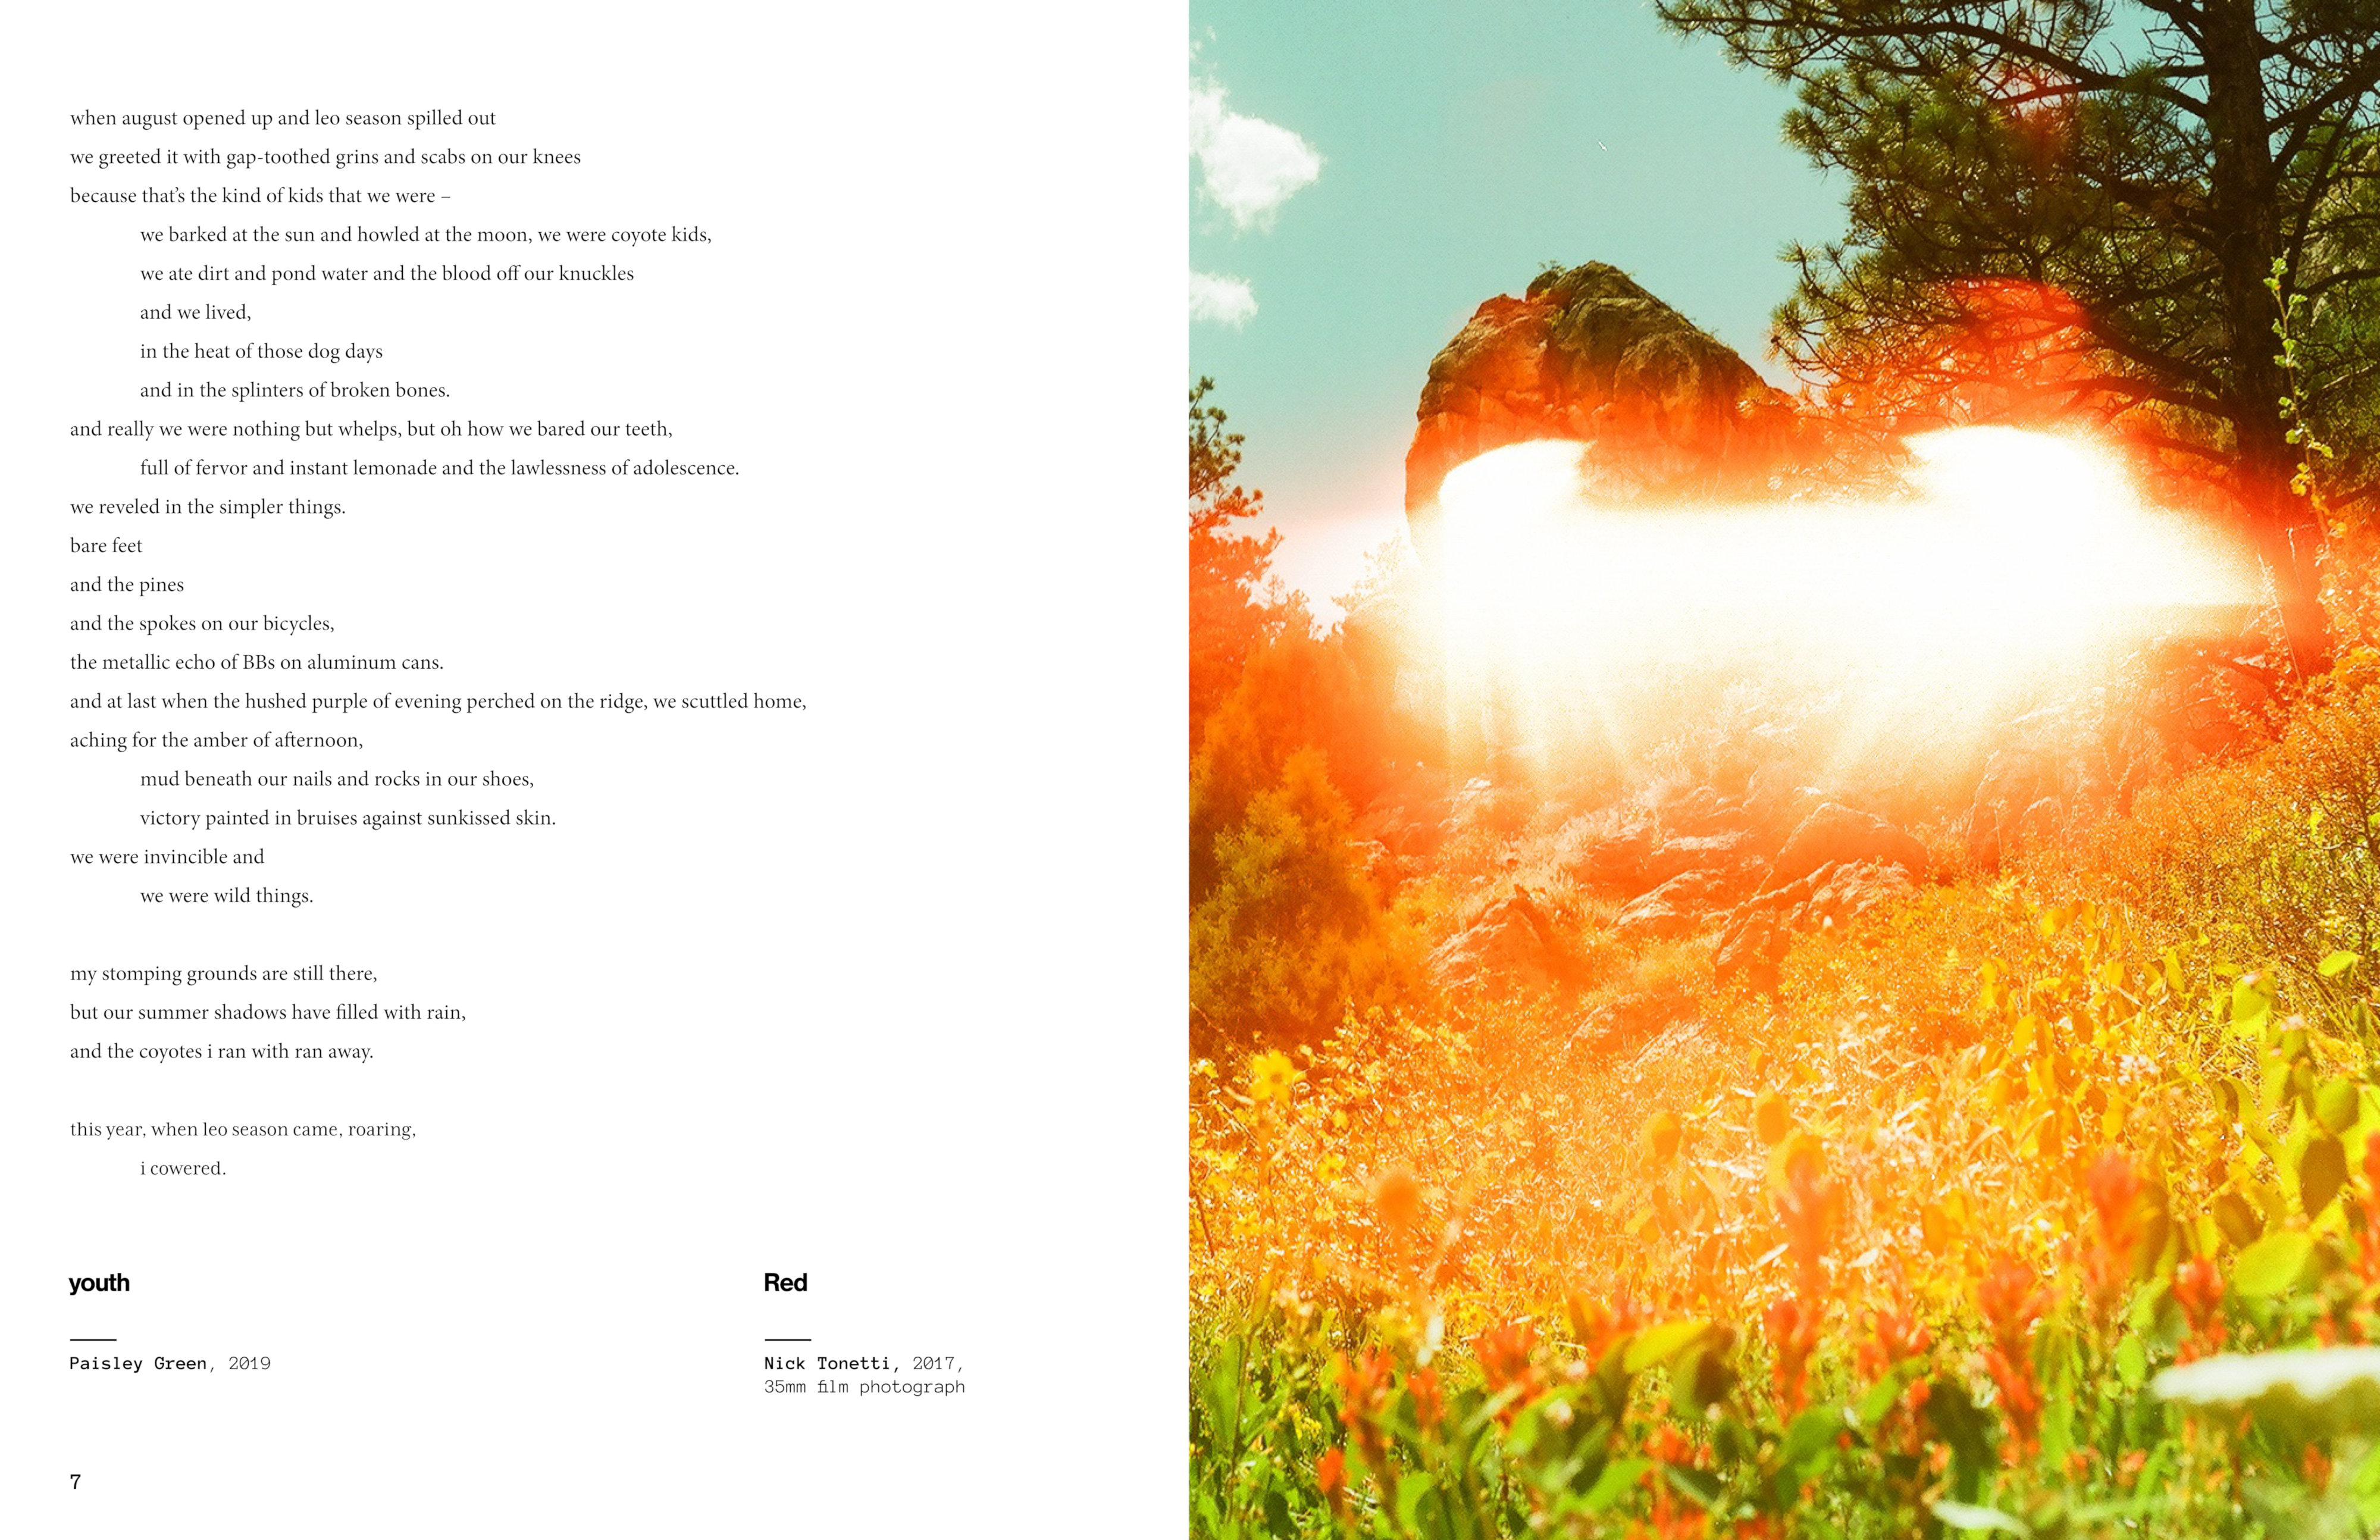 when august opened up and leo season spilled out
we greeted it with gap-toothed grins and scabs on our knees
because that’s the kind of kids that we were –
we barked at the sun and howled at the moon, we were coyote kids,
we ate dirt and pond water and the blood off our knuckles
and we lived,
in the heat of those dog days
and in the splinters of broken bones.
and really we were nothing but whelps, but oh how we bared our teeth,
full of fervor and instant lemonade and the lawlessness of adolescence.
we reveled in the simpler things.
bare feet
and the pines
and the spokes on our bicycles,
the metallic echo of BBs on aluminum cans.
and at last when the hushed purple of evening perched on the ridge, we scuttled home,
aching for the amber of afternoon,
mud beneath our nails and rocks in our shoes,
victory painted in bruises against sunkissed skin.
we were invincible and
we were wild things.
my stomping grounds are still there,
but our summer shadows have filled with rain,
and the coyotes i ran with ran away.
this year, when leo season came, roaring,
i cowered.
youth
Paisley Green, 2019
Red
Nick Tonetti, 2017,
35mm film photograph
7